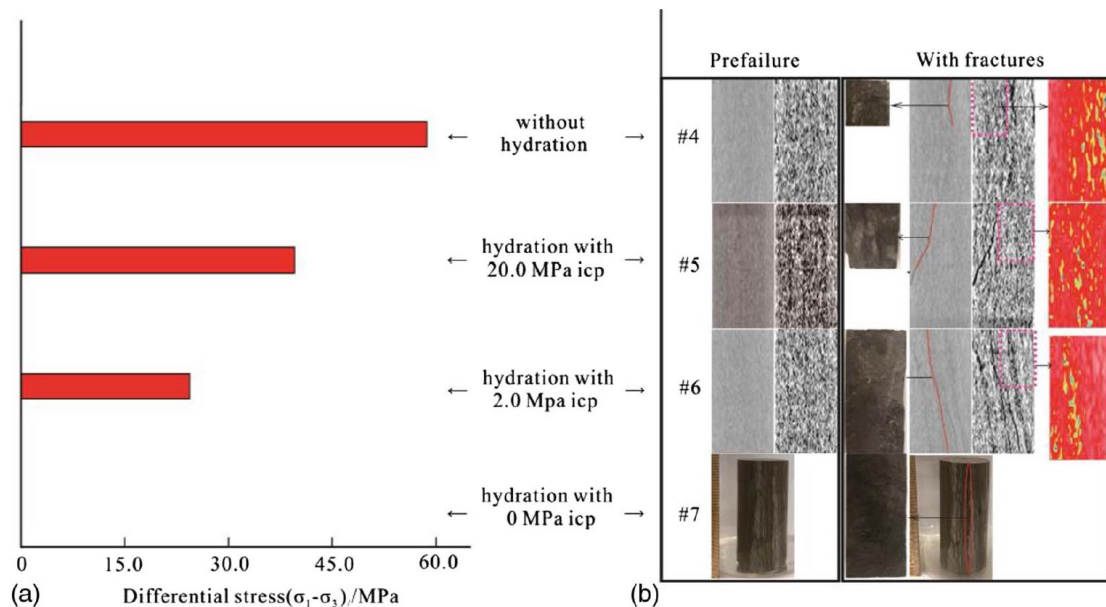 Prefailure
With fractures
without
hydration
← →
#4
hydration with
20.0 MPa icp
← →
#5
hydration with
2.0 Mpa icp
← →
#6
hydration with
0 MPa icp
← →
#7
0 15.0 30.0 45.0 60.0
Differential stress(σ₁-σ₃)/MPa
(a)
(b)